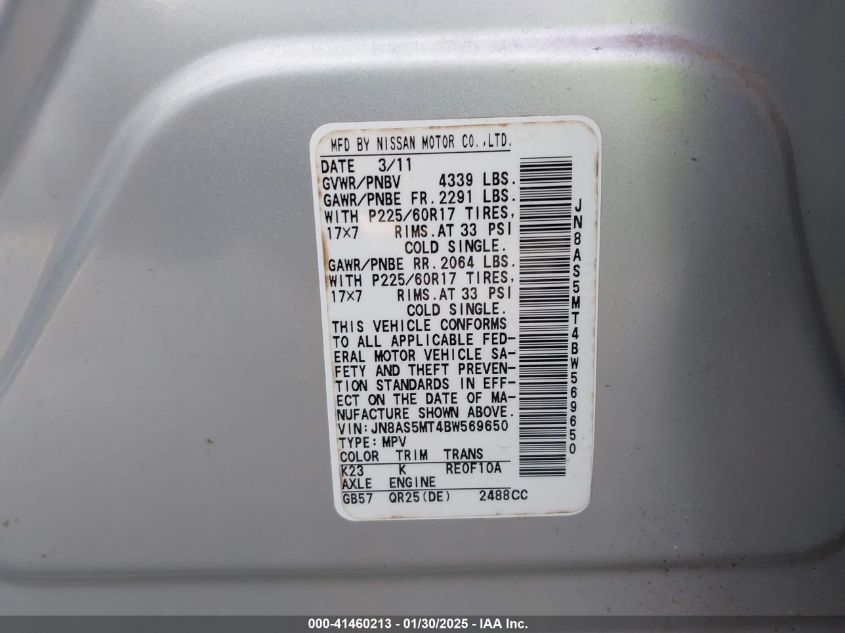 MFD BY NISSAN MOTOR CO.,LTD.
DATE 3/11
GVWR/PNBV 4339 LBS.
GAWR/PNBE FR.2291 LBS.
WITH P225/60R17 TIRES,
17×7 RIMS.AT 33 PSI
COLD SINGLE.
GAWR/PNBE RR.2064 LBS.
WITH P225/60R17 TIRES,
17×7 RIMS.AT 33 PSI
COLD SINGLE.
THIS VEHICLE CONFORMS
TO ALL APPLICABLE FED-
ERAL MOTOR VEHICLE SA-
FETY AND THEFT PREVEN-
TION STANDARDS IN EFF-
ECT ON THE DATE OF MA-
NUFACTURE SHOWN ABOVE.
VIN:JN8AS5MT4BW569650
TYPE:MPV
COLOR TRIM TRANS
K23 K RE0F10A
AXLE ENGINE
GB57 QR25(DE) 2488CC
JN8AS5MT4BW569650
000-41460213 - 01/30/2025 - IAA Inc.